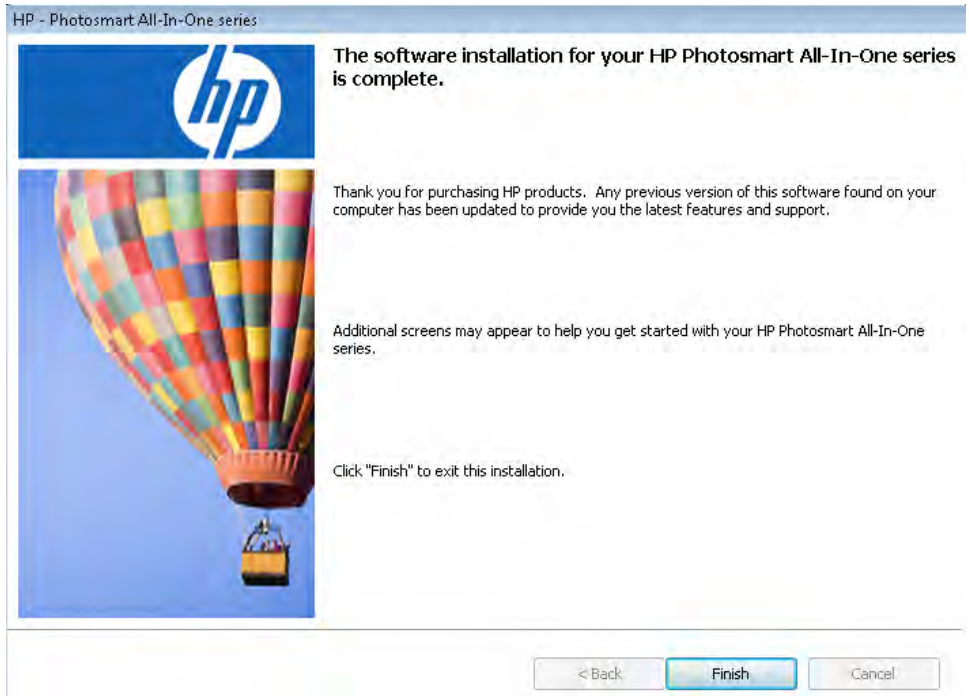 HP - Photosmart All-In-One series
hp
The software installation for your HP Photosmart All-In-One series
is complete.
Thank you for purchasing HP products.  Any previous version of this software found on your
computer has been updated to provide you the latest features and support.
Additional screens may appear to help you get started with your HP Photosmart All-In-One
series.
Click "Finish" to exit this installation.
< Back
Finish
Cancel